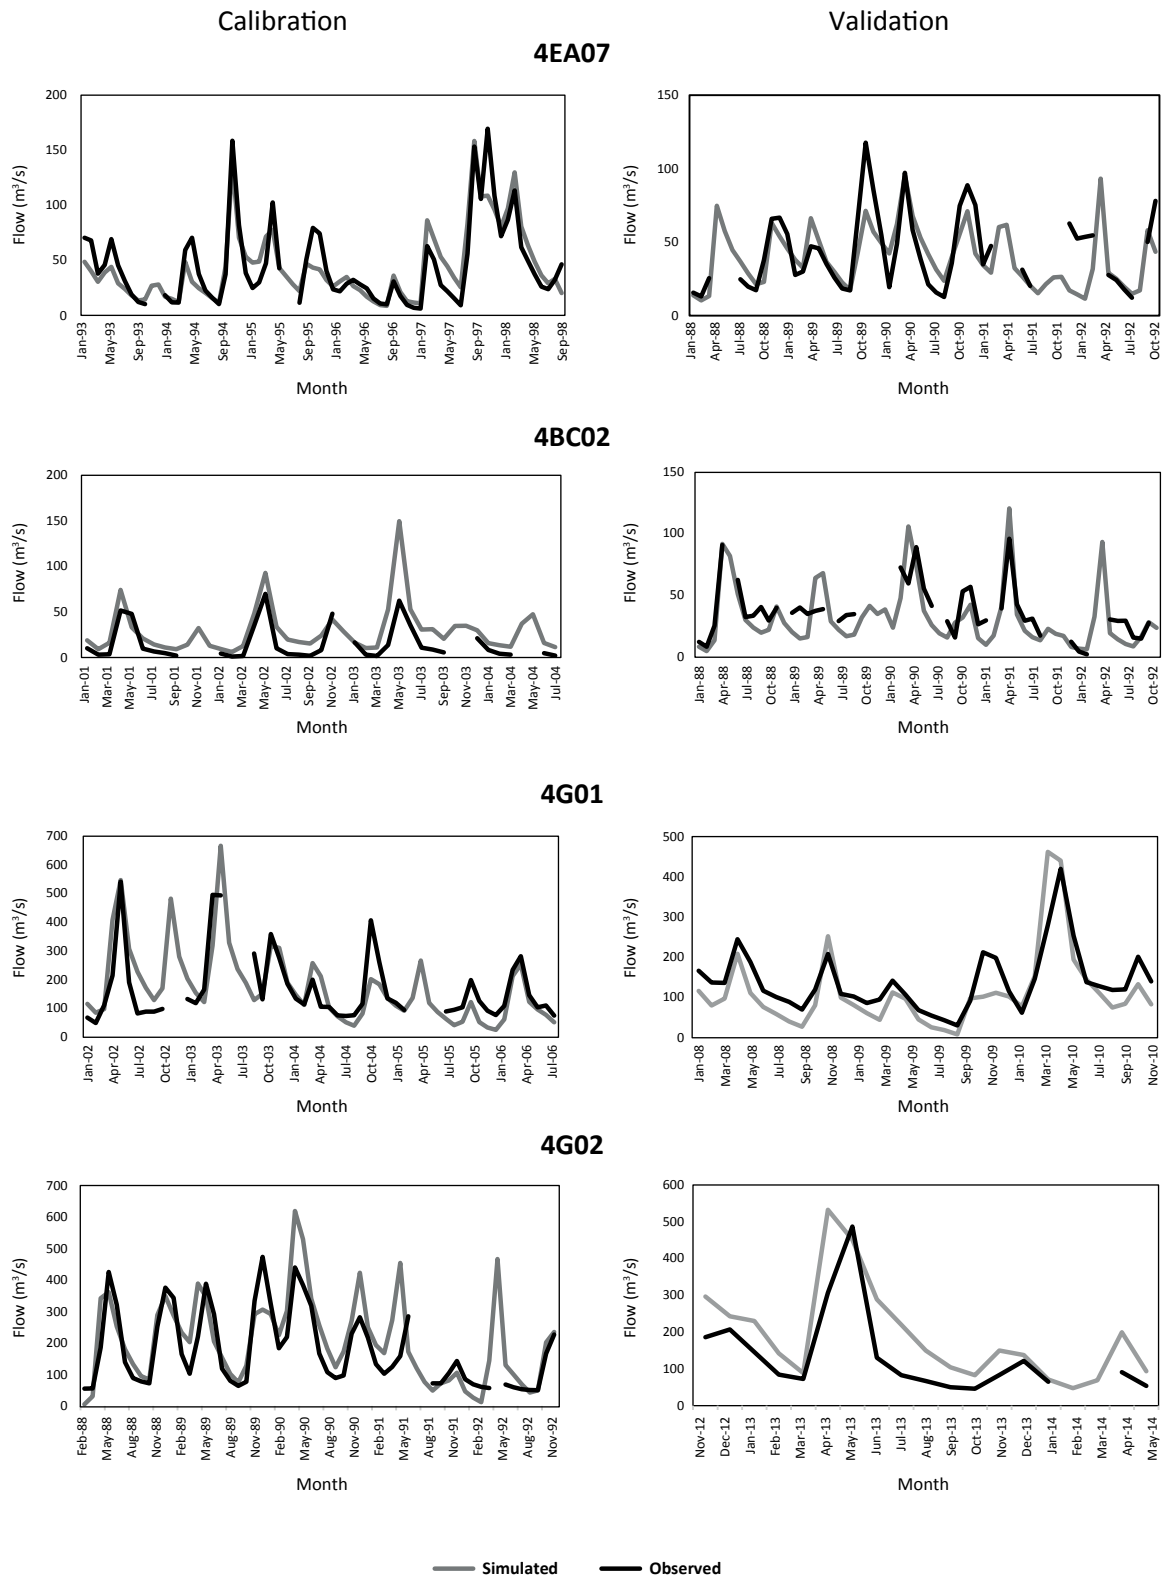 Calibration Validation
4EA07
200
150
100
50
0
Flow (m³/s)
Jan-93 May-93 Sep-93 Jan-94 May-94 Sep-94 Jan-95 May-95 Sep-95 Jan-96 May-96 Sep-96 Jan-97 May-97 Sep-97 Jan-98 May-98 Sep-98
Month
150
100
50
0
Flow (m³/s)
Jan-88 Apr-88 Jul-88 Oct-88 Jan-89 Apr-89 Jul-89 Oct-89 Jan-90 Apr-90 Jul-90 Oct-90 Jan-91 Apr-91 Jul-91 Oct-91 Jan-92 Apr-92 Jul-92 Oct-92
Month
4BC02
200
150
100
50
0
Flow (m³/s)
Jan-01 Mar-01 May-01 Jul-01 Sep-01 Nov-01 Jan-02 Mar-02 May-02 Jul-02 Sep-02 Nov-02 Jan-03 Mar-03 May-03 Jul-03 Sep-03 Nov-03 Jan-04 Mar-04 May-04 Jul-04
Month
150
100
50
0
Flow (m³/s)
Jan-88 Apr-88 Jul-88 Oct-88 Jan-89 Apr-89 Jul-89 Oct-89 Jan-90 Apr-90 Jul-90 Oct-90 Jan-91 Apr-91 Jul-91 Oct-91 Jan-92 Apr-92 Jul-92 Oct-92
Month
4G01
700
600
500
400
300
200
100
0
Flow (m³/s)
Jan-02 Apr-02 Jul-02 Oct-02 Jan-03 Apr-03 Jul-03 Oct-03 Jan-04 Apr-04 Jul-04 Oct-04 Jan-05 Apr-05 Jul-05 Oct-05 Jan-06 Apr-06 Jul-06
Month
500
400
300
200
100
0
Flow (m³/s)
Jan-08 Mar-08 May-08 Jul-08 Sep-08 Nov-08 Jan-09 Mar-09 May-09 Jul-09 Sep-09 Nov-09 Jan-10 Mar-10 May-10 Jul-10 Sep-10 Nov-10
Month
4G02
700
600
500
400
300
200
100
0
Flow (m³/s)
Feb-88 May-88 Aug-88 Nov-88 Feb-89 May-89 Aug-89 Nov-89 Feb-90 May-90 Aug-90 Nov-90 Feb-91 May-91 Aug-91 Nov-91 Feb-92 May-92 Aug-92 Nov-92
Month
600
500
400
300
200
100
0
Flow (m³/s)
Nov-12 Dec-12 Jan-13 Feb-13 Mar-13 Apr-13 May-13 Jun-13 Jul-13 Aug-13 Sep-13 Oct-13 Nov-13 Dec-13 Jan-14 Feb-14 Mar-14 Apr-14 May-14
Month
Simulated Observed